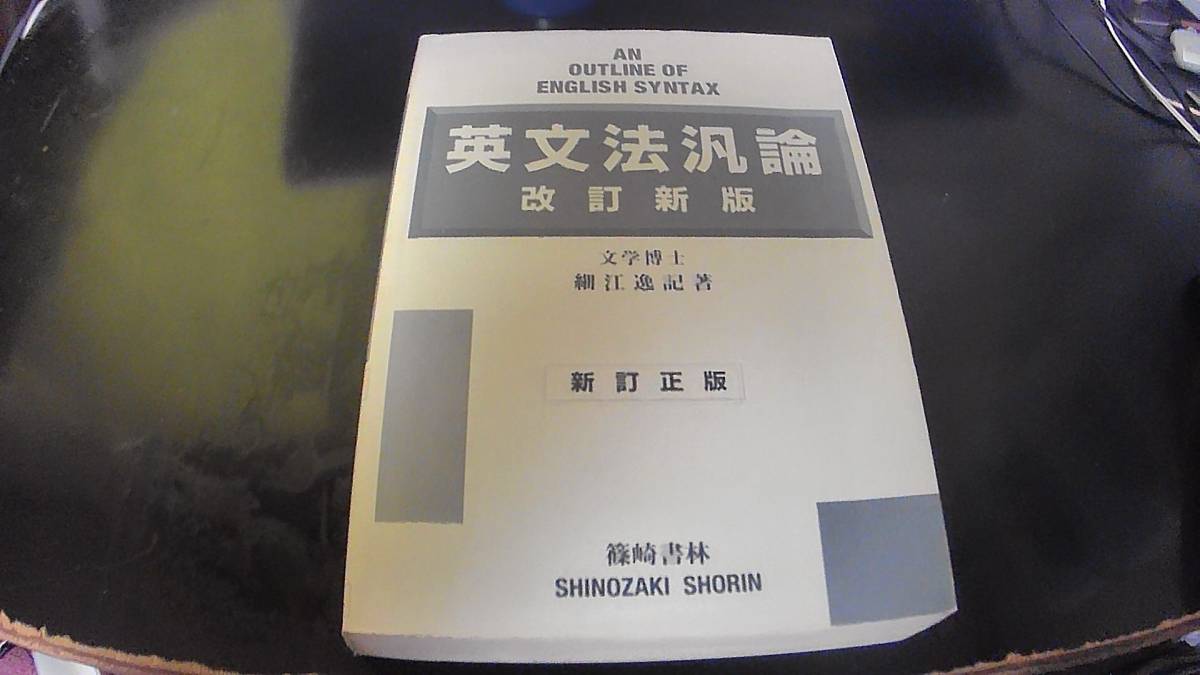 AN
OUTLINE OF
ENGLISH SYNTAX
英文法汎論
改訂新版
文学博士
細江逸記著
新訂正版
篠崎書林
SHINOZAKI SHORIN